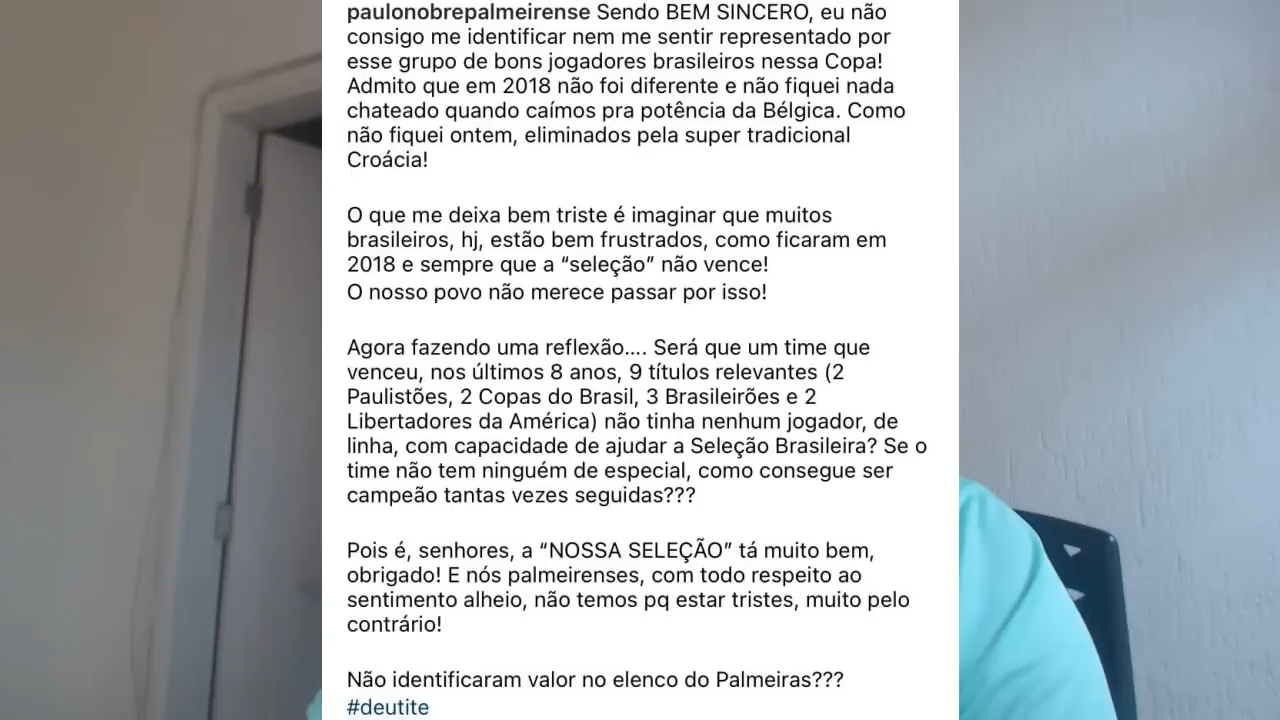 paulonobrepalmeirense Sendo BEM SINCERO, eu não
consigo me identificar nem me sentir representado por
esse grupo de bons jogadores brasileiros nessa Copa!
Admito que em 2018 não foi diferente e não fiquei nada
chateado quando caímos pra potência da Bélgica. Como
não fiquei ontem, eliminados pela super tradicional
Croácia!
O que me deixa bem triste é imaginar que muitos
brasileiros, hj, estão bem frustrados, como ficaram em
2018 e sempre que a “seleção” não vence!
O nosso povo não merece passar por isso!
Agora fazendo uma reflexão.... Será que um time que
venceu, nos últimos 8 anos, 9 títulos relevantes (2
Paulistões, 2 Copas do Brasil, 3 Brasileirões e 2
Libertadores da América) não tinha nenhum jogador, de
linha, com capacidade de ajudar a Seleção Brasileira? Se o
time não tem ninguém de especial, como consegue ser
campeão tantas vezes seguidas???
Pois é, senhores, a “NOSSA SELEÇÃO” tá muito bem,
obrigado! E nós palmeirenses, com todo respeito ao
sentimento alheio, não temos pq estar tristes, muito pelo
contrário!
Não identificaram valor no elenco do Palmeiras???
#deutite